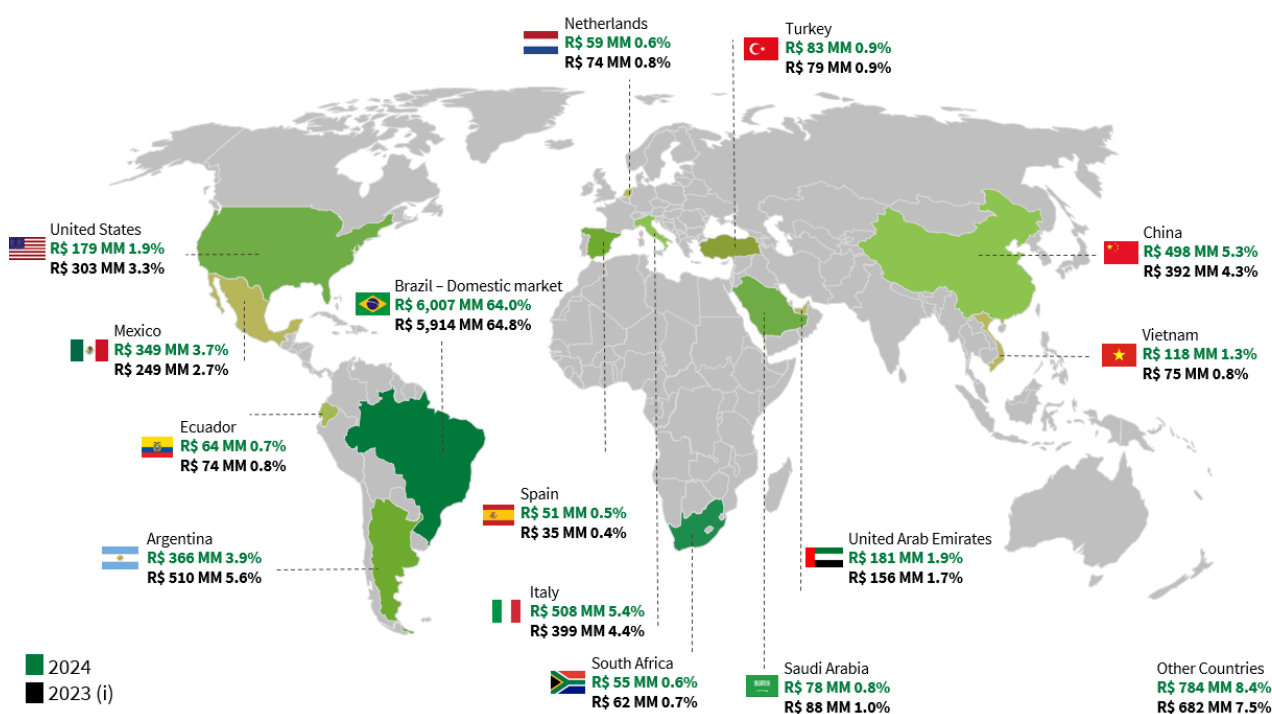 Netherlands
R$ 59 MM 0.6%
R$ 74 MM 0.8%
Turkey
R$ 83 MM 0.9%
R$ 79 MM 0.9%
United States
R$ 179 MM 1.9%
R$ 303 MM 3.3%
China
R$ 498 MM 5.3%
R$ 392 MM 4.3%
Brazil – Domestic market
R$ 6,007 MM 64.0%
R$ 5,914 MM 64.8%
Mexico
R$ 349 MM 3.7%
R$ 249 MM 2.7%
Vietnam
R$ 118 MM 1.3%
R$ 75 MM 0.8%
Ecuador
R$ 64 MM 0.7%
R$ 74 MM 0.8%
Spain
R$ 51 MM 0.5%
R$ 35 MM 0.4%
Argentina
R$ 366 MM 3.9%
R$ 510 MM 5.6%
United Arab Emirates
R$ 181 MM 1.9%
R$ 156 MM 1.7%
Italy
R$ 508 MM 5.4%
R$ 399 MM 4.4%
South Africa
R$ 55 MM 0.6%
R$ 62 MM 0.7%
Saudi Arabia
R$ 78 MM 0.8%
R$ 88 MM 1.0%
Other Countries
R$ 784 MM 8.4%
R$ 682 MM 7.5%
2024
2023 (i)